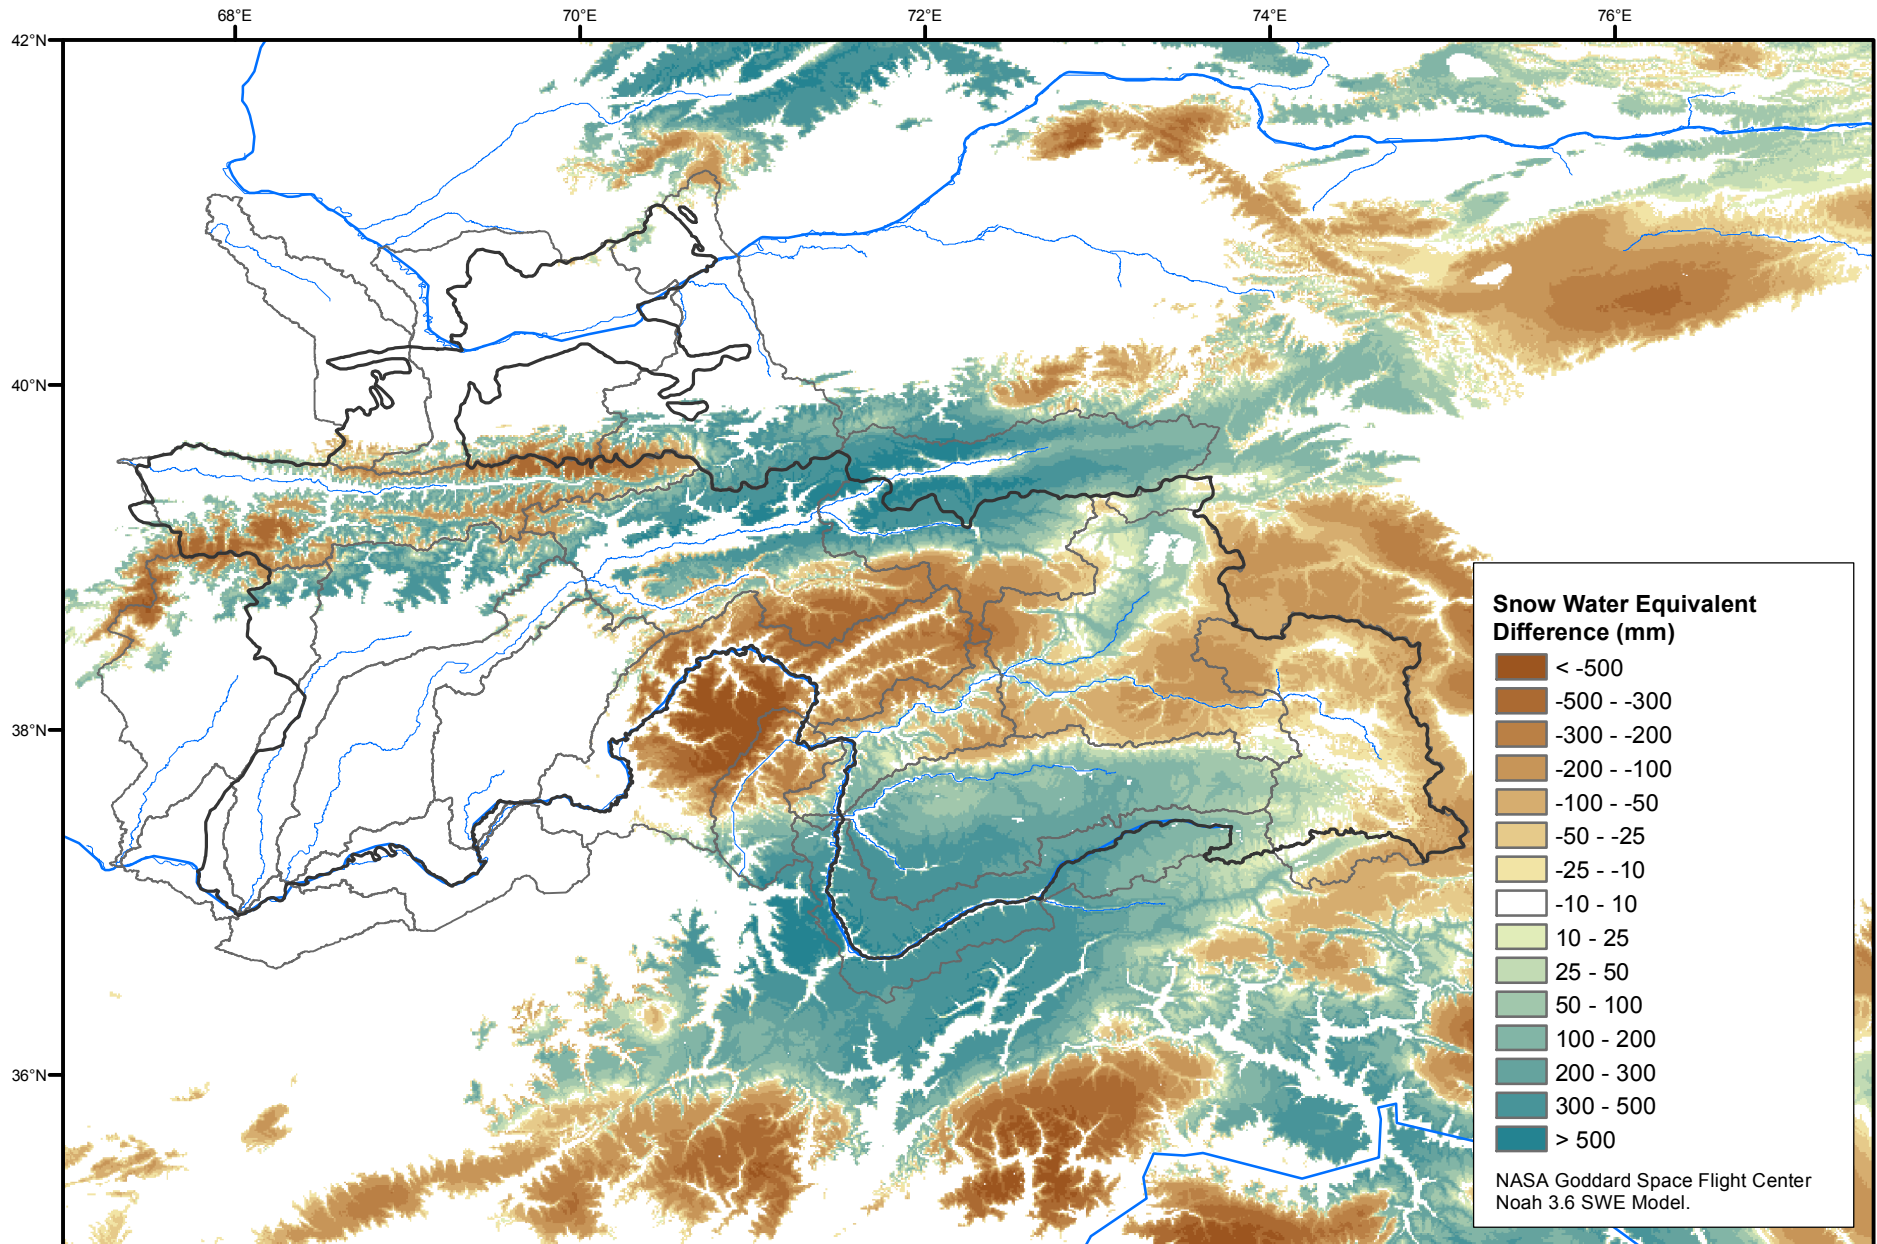 68°E
70°E
72°E
74°E
76°E
42°N
40°N
38°N
36°N
Snow Water Equivalent
Difference (mm)
< -500
-500 - -300
-300 - -200
-200 - -100
-100 - -50
-50 - -25
-25 - -10
-10 - 10
10 - 25
25 - 50
50 - 100
100 - 200
200 - 300
300 - 500
> 500
NASA Goddard Space Flight Center
Noah 3.6 SWE Model.